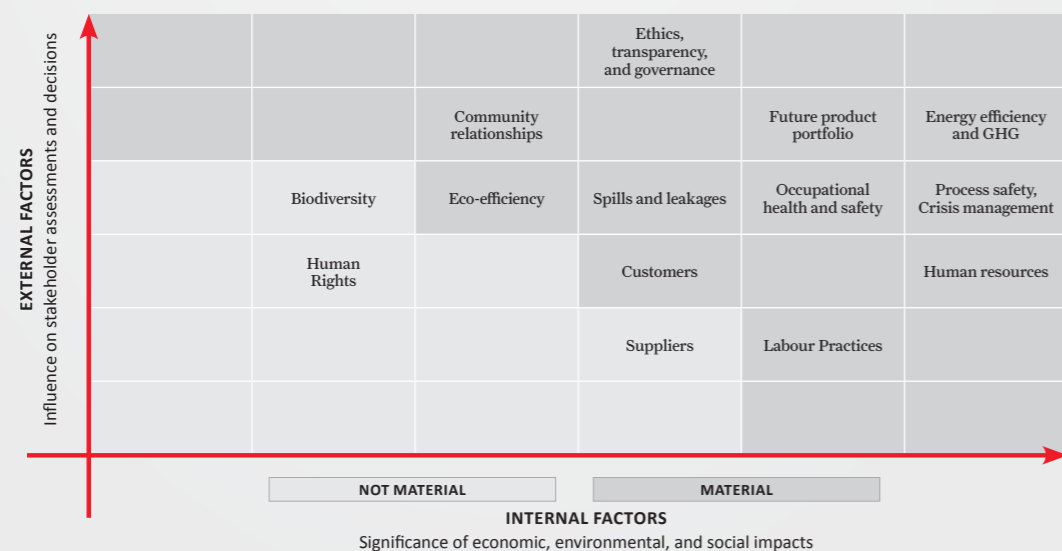 EXTERNAL FACTORS
Influence on stakeholder assessments and decisions
Ethics,
transparency,
and governance
Community
relationships
Future product
portfolio
Energy efficiency
and GHG
Biodiversity
Eco-efficiency
Spills and leakages
Occupational
health and safety
Process safety,
Crisis management
Human
Rights
Customers
Human resources
Suppliers
Labour Practices
NOT MATERIAL
MATERIAL
INTERNAL FACTORS
Significance of economic, environmental, and social impacts